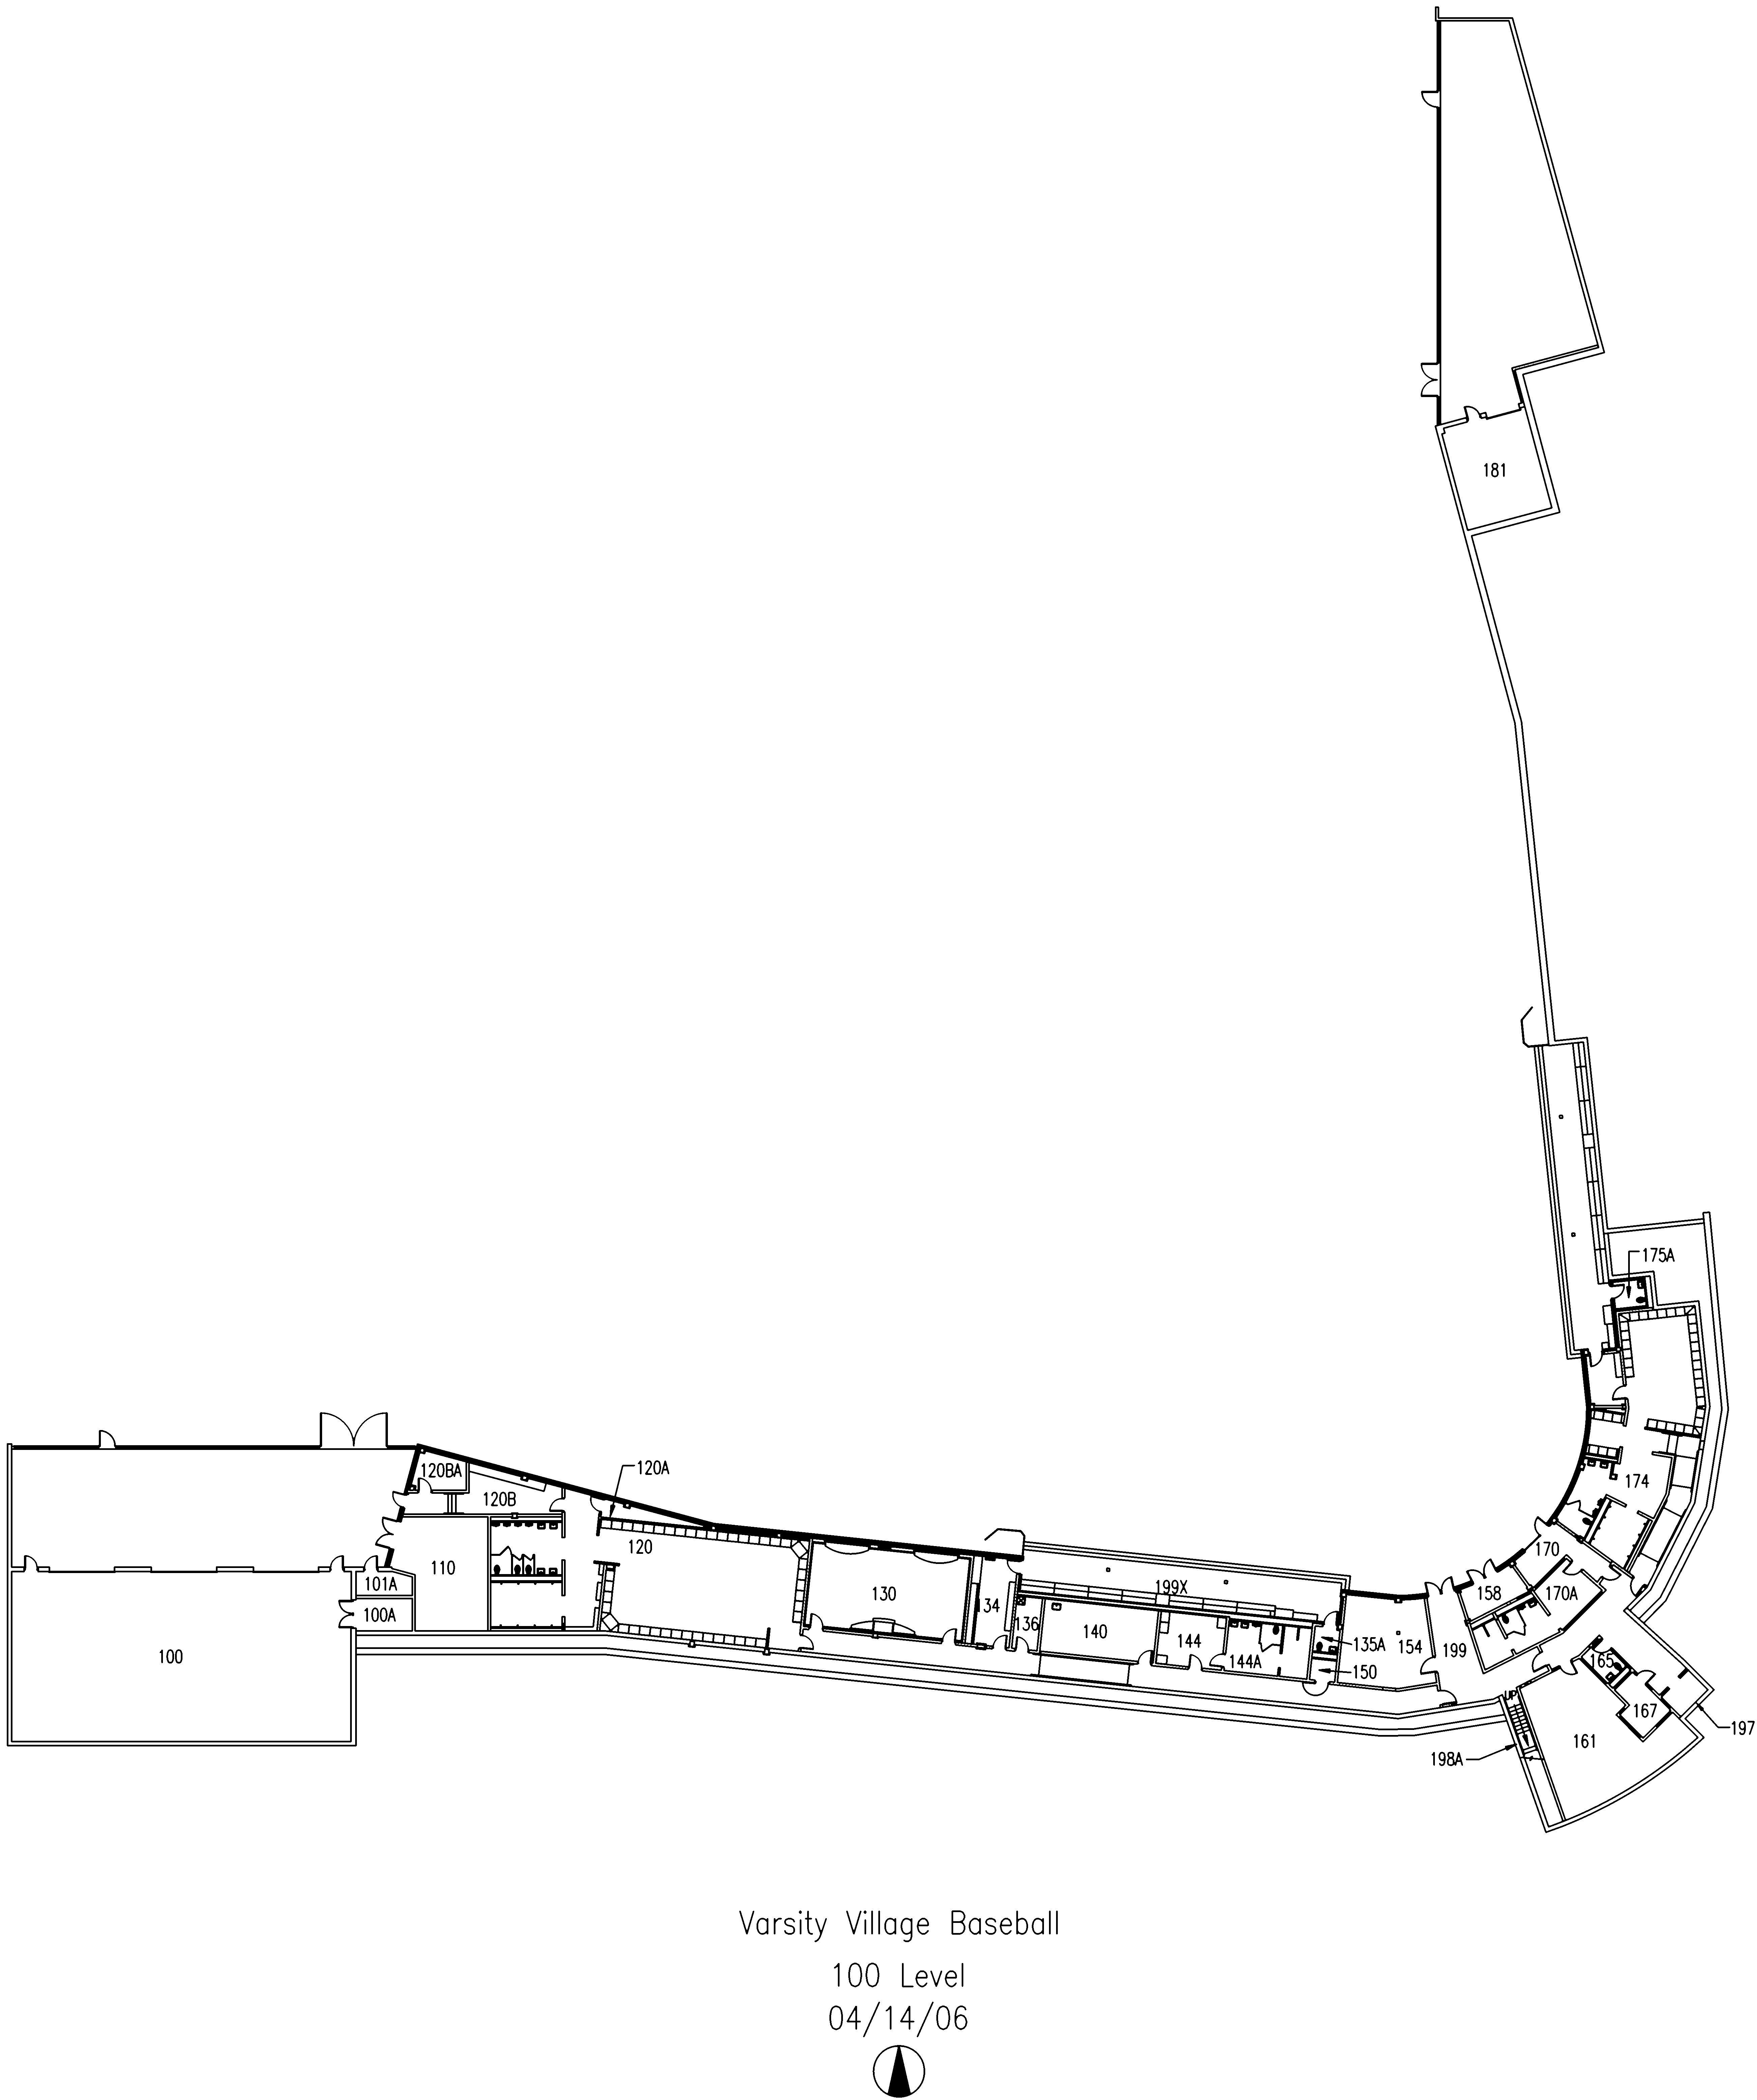 181
175A
120BA
120A
120B
120
174
110
101A
100A
130
34
199X
170
158
170A
136
140
144
144A
135A
150
154
199
100
165
167
UP
161
197
198A
Varsity Village Baseball
100 Level
04/14/06